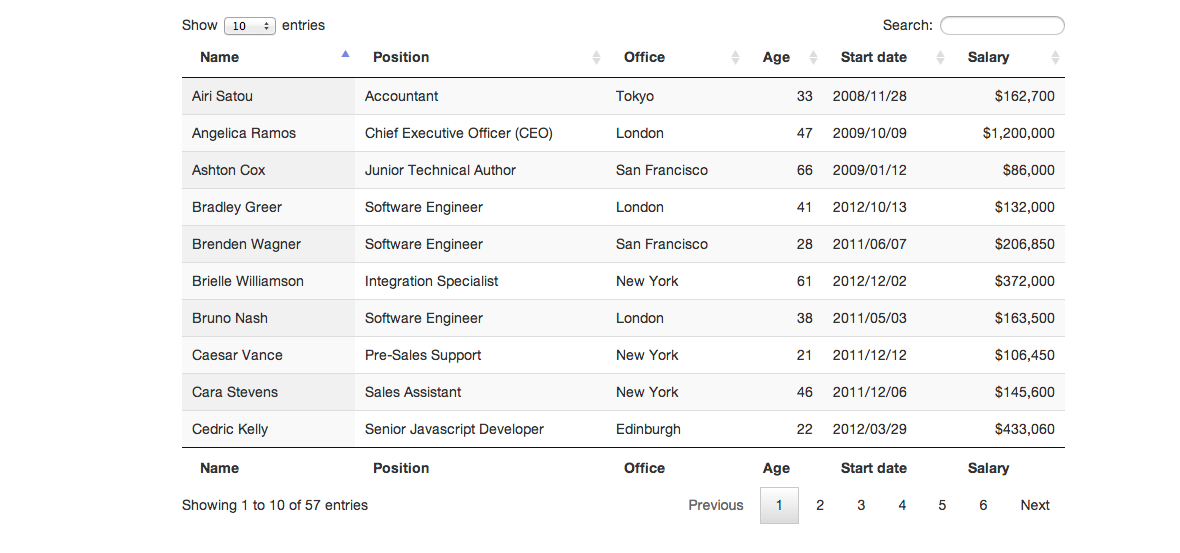 Show 10 entries Search:
Name Position Office Age Start date Salary
Airi Satou Accountant Tokyo 33 2008/11/28 $162,700
Angelica Ramos Chief Executive Officer (CEO) London 47 2009/10/09 $1,200,000
Ashton Cox Junior Technical Author San Francisco 66 2009/01/12 $86,000
Bradley Greer Software Engineer London 41 2012/10/13 $132,000
Brenden Wagner Software Engineer San Francisco 28 2011/06/07 $206,850
Brielle Williamson Integration Specialist New York 61 2012/12/02 $372,000
Bruno Nash Software Engineer London 38 2011/05/03 $163,500
Caesar Vance Pre-Sales Support New York 21 2011/12/12 $106,450
Cara Stevens Sales Assistant New York 46 2011/12/06 $145,600
Cedric Kelly Senior Javascript Developer Edinburgh 22 2012/03/29 $433,060
Name Position Office Age Start date Salary
Showing 1 to 10 of 57 entries Previous 1 2 3 4 5 6 Next